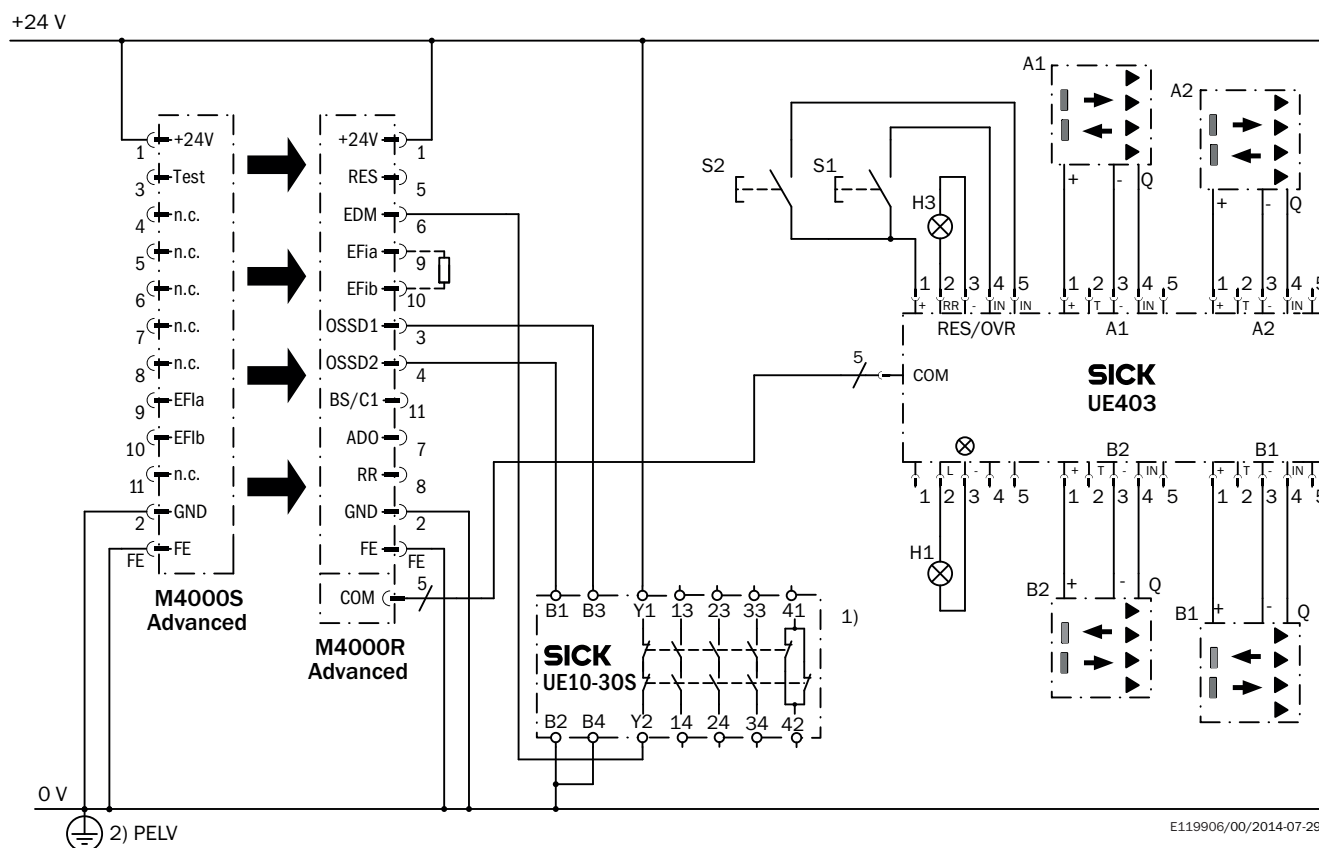 +24 V
A1
A2
+24V
1
Test
3
n.c.
4
n.c.
5
n.c.
6
n.c.
7
n.c.
8
EFIa
9
EFIb
10
n.c.
11
GND
2
FE
FE
M4000S
Advanced
+24V
1
RES
5
EDM
6
EFia
9
EFib
10
OSSD1
3
OSSD2
4
BS/C1
11
ADO
7
RR
8
GND
2
FE
FE
COM
5
M4000R
Advanced
S2
S1
H3
+ - Q
+ - Q
1 2 3 4 5
+ RR - IN IN
RES/OVR
1 2 3 4 5
+ T - IN
A1
1 2 3 4 5
+ T - IN
A2
5
COM
SICK
UE403
L -
1 2 3 4 5
B2
+ T - IN
1 2 3 4 5
B1
+ T - IN
1 2 3 4 5
H1
B2
+ - Q
B1
+ - Q
B1 B3 Y1 13 23 33 41
1)
SICK
UE10-30S
B2 B4 Y2 14 24 34 42
0 V
2) PELV
E119906/00/2014-07-29